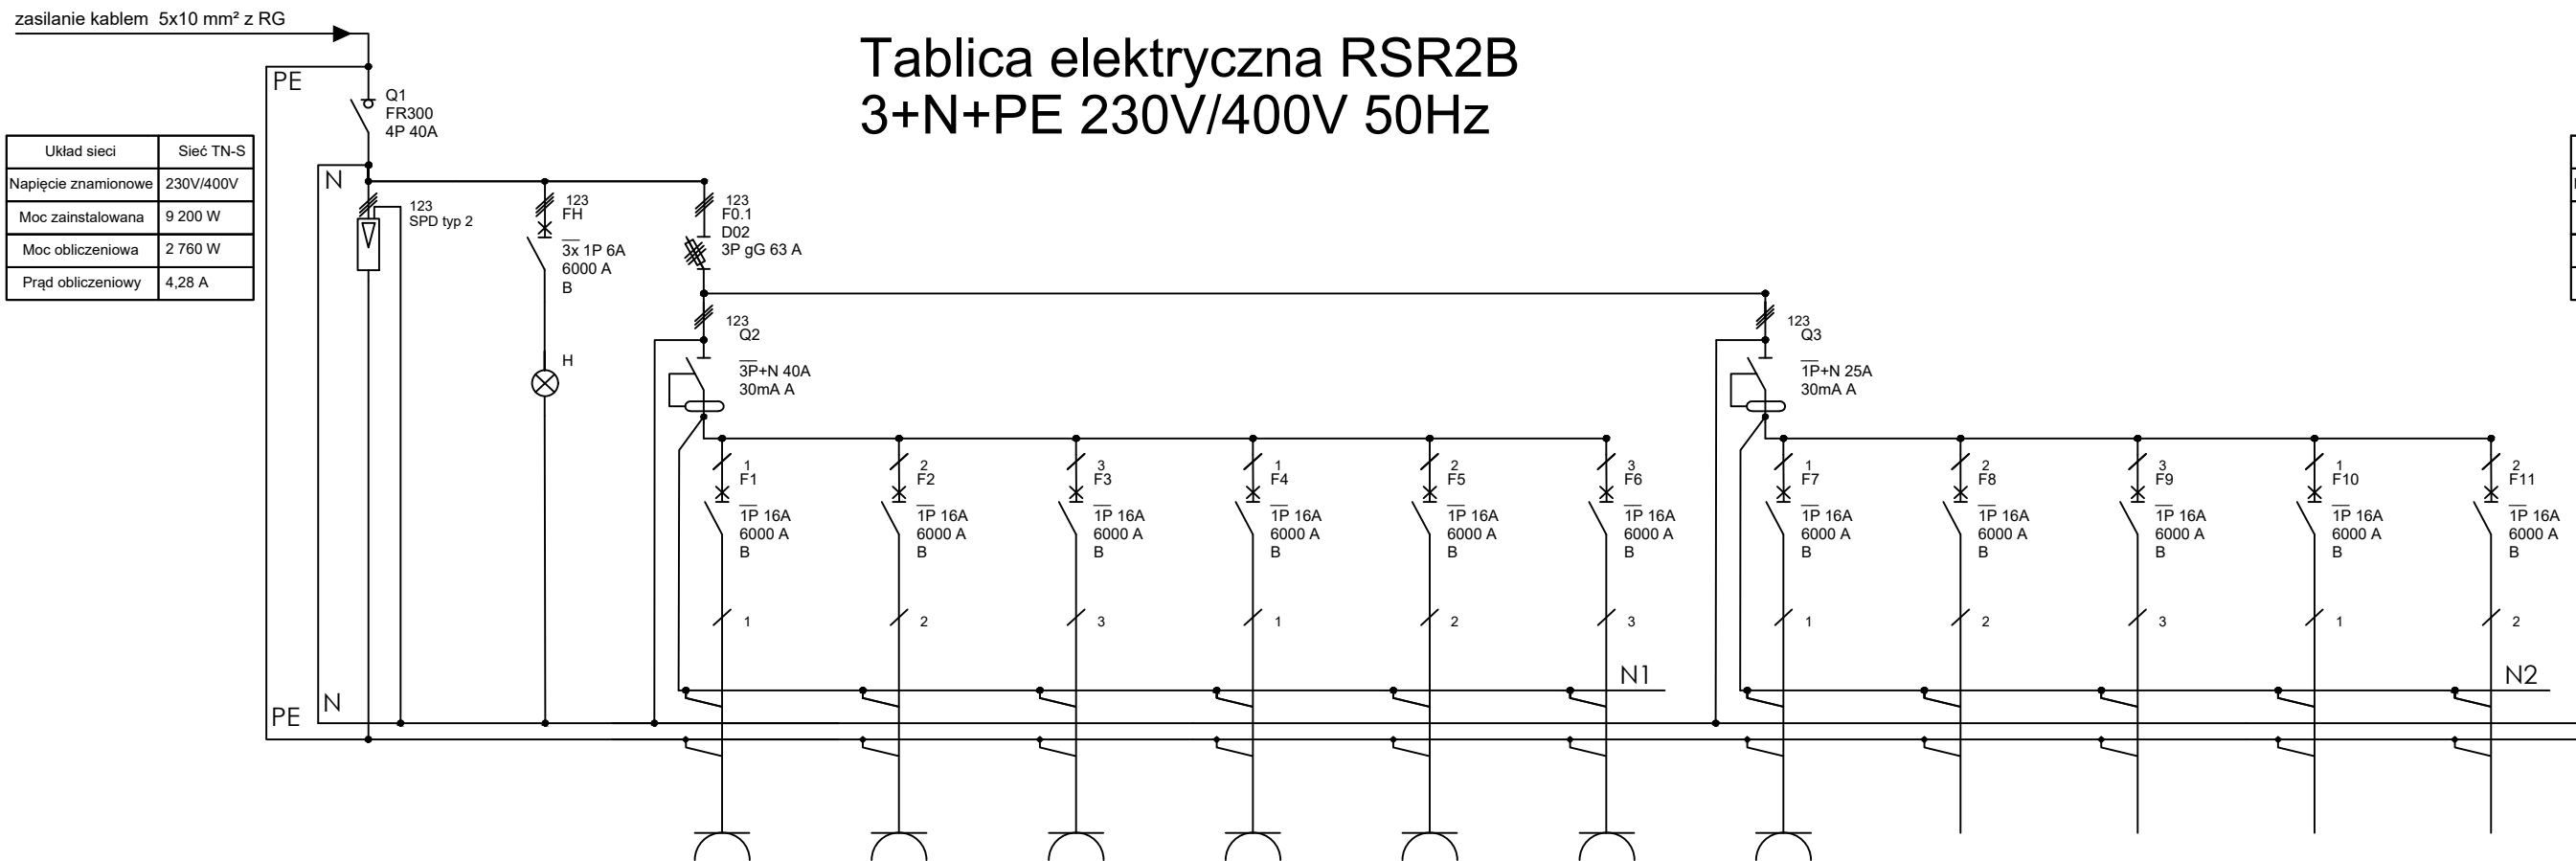 zasilanie kablem 5x10 mm² z RG
Tablica elektryczna RSR2B
3+N+PE 230V/400V 50Hz
PE
Q1
FR300
4P 40A
Układ sieci Sieć TN-S
Napięcie znamionowe 230V/400V
Moc zainstalowana 9 200 W
Moc obliczeniowa 2 760 W
Prąd obliczeniowy 4,28 A
N
123
SPD typ 2
123
FH
3x 1P 6A
6000 A
B
H
123
F0.1
D02
3P gG 63 A
123
Q2
3P+N 40A
30mA A
123
Q3
1P+N 25A
30mA A
1
F1
1P 16A
6000 A
B
1
2
F2
1P 16A
6000 A
B
2
3
F3
1P 16A
6000 A
B
3
1
F4
1P 16A
6000 A
B
1
2
F5
1P 16A
6000 A
B
2
3
F6
1P 16A
6000 A
B
3
1
F7
1P 16A
6000 A
B
1
2
F8
1P 16A
6000 A
B
2
3
F9
1P 16A
6000 A
B
3
1
F10
1P 16A
6000 A
B
1
2
F11
1P 16A
6000 A
B
2
N1
N2
N
PE